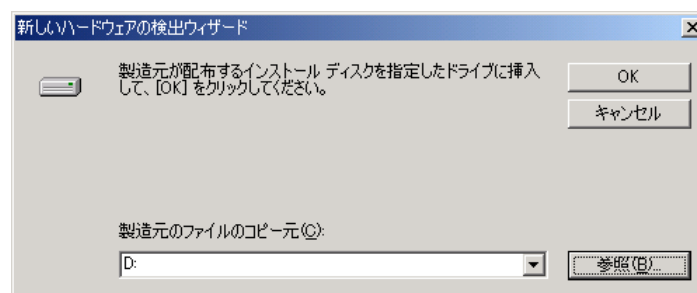 新しいハードウェアの検出ウィザード
製造元が配布するインストール ディスクを指定したドライブに挿入
して、[OK] をクリックしてください。
OK
キャンセル
製造元のファイルのコピー元(C):
D:
参照(B)...